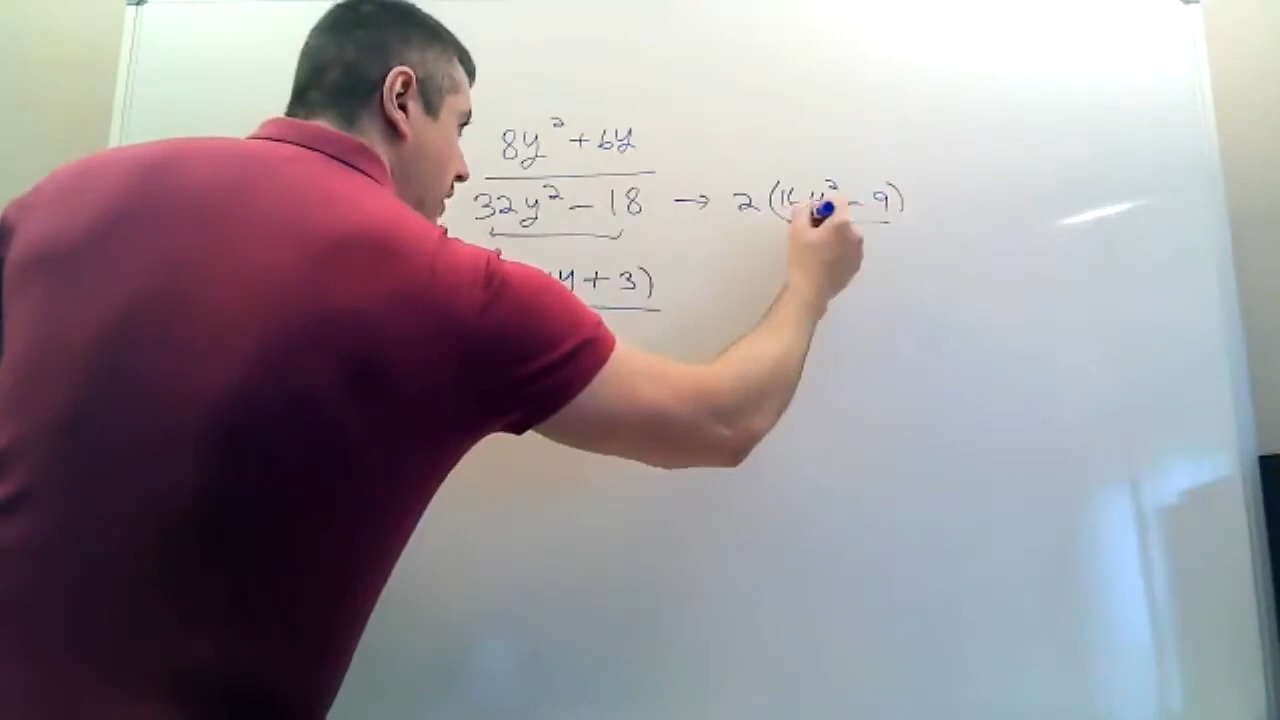 8y² + 6y
32y² − 18 → 2(16y² − 9)
y + 3)